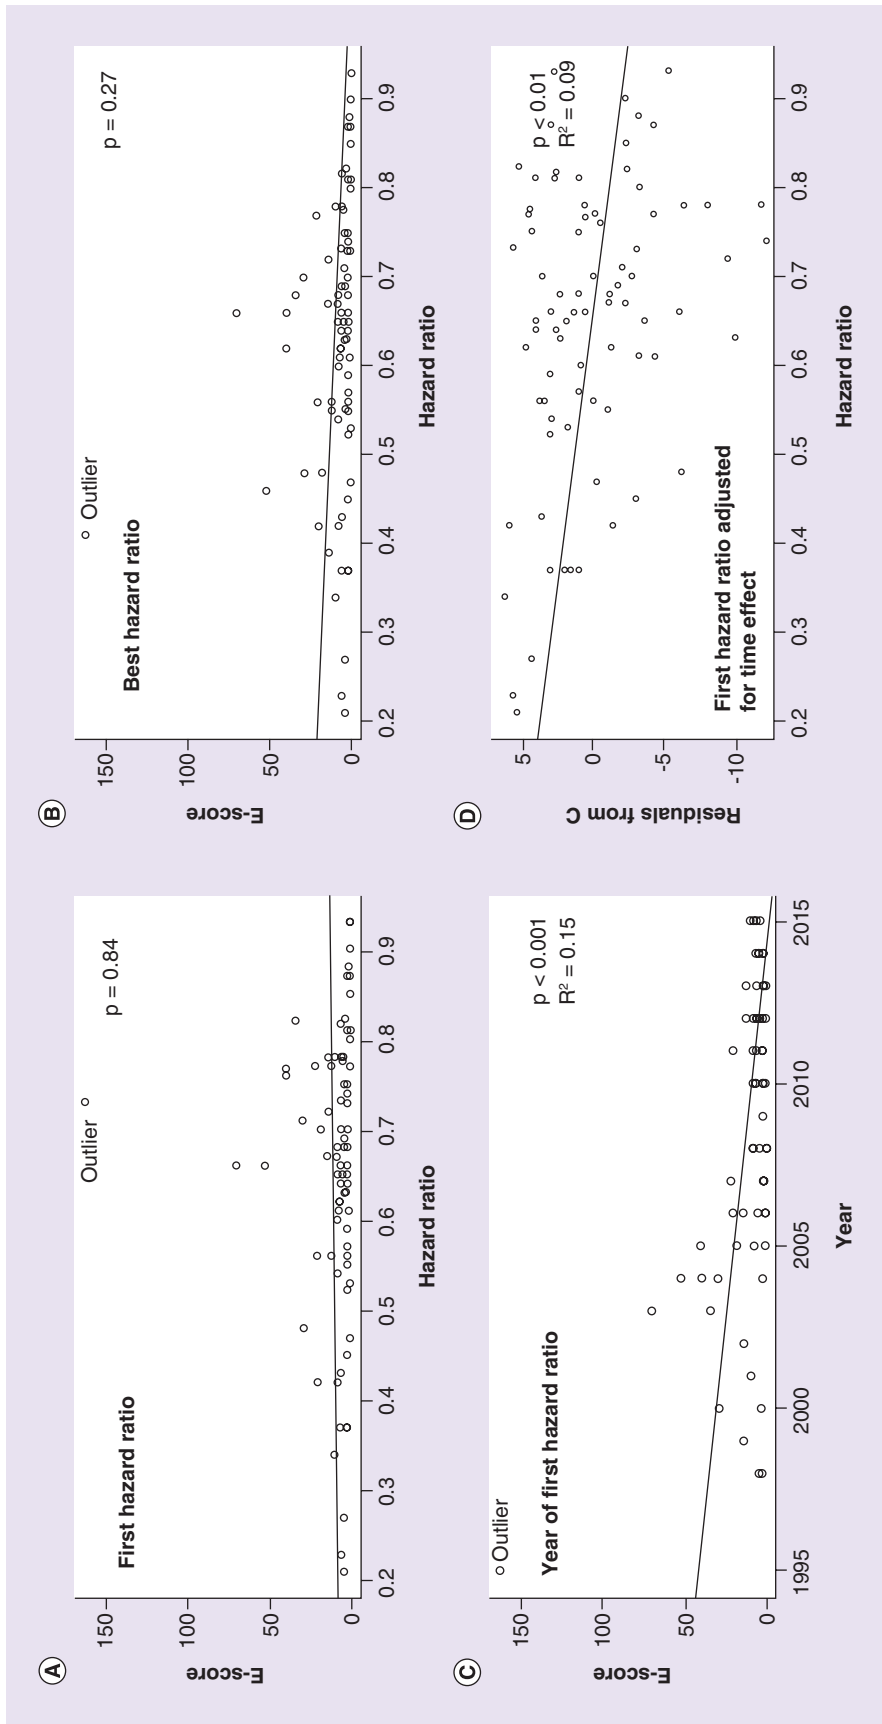 A
First hazard ratio
Outlier
p = 0.84
E-score
150
100
50
0
0.2 0.3 0.4 0.5 0.6 0.7 0.8 0.9
Hazard ratio
B
Best hazard ratio
Outlier
p = 0.27
E-score
150
100
50
0
0.2 0.3 0.4 0.5 0.6 0.7 0.8 0.9
Hazard ratio
C
Outlier
Year of first hazard ratio
p < 0.001
R² = 0.15
E-score
150
100
50
0
1995 2000 2005 2010 2015
Year
D
p < 0.01
R² = 0.09
First hazard ratio adjusted
for time effect
Residuals from C
5
0
-5
-10
0.2 0.3 0.4 0.5 0.6 0.7 0.8 0.9
Hazard ratio